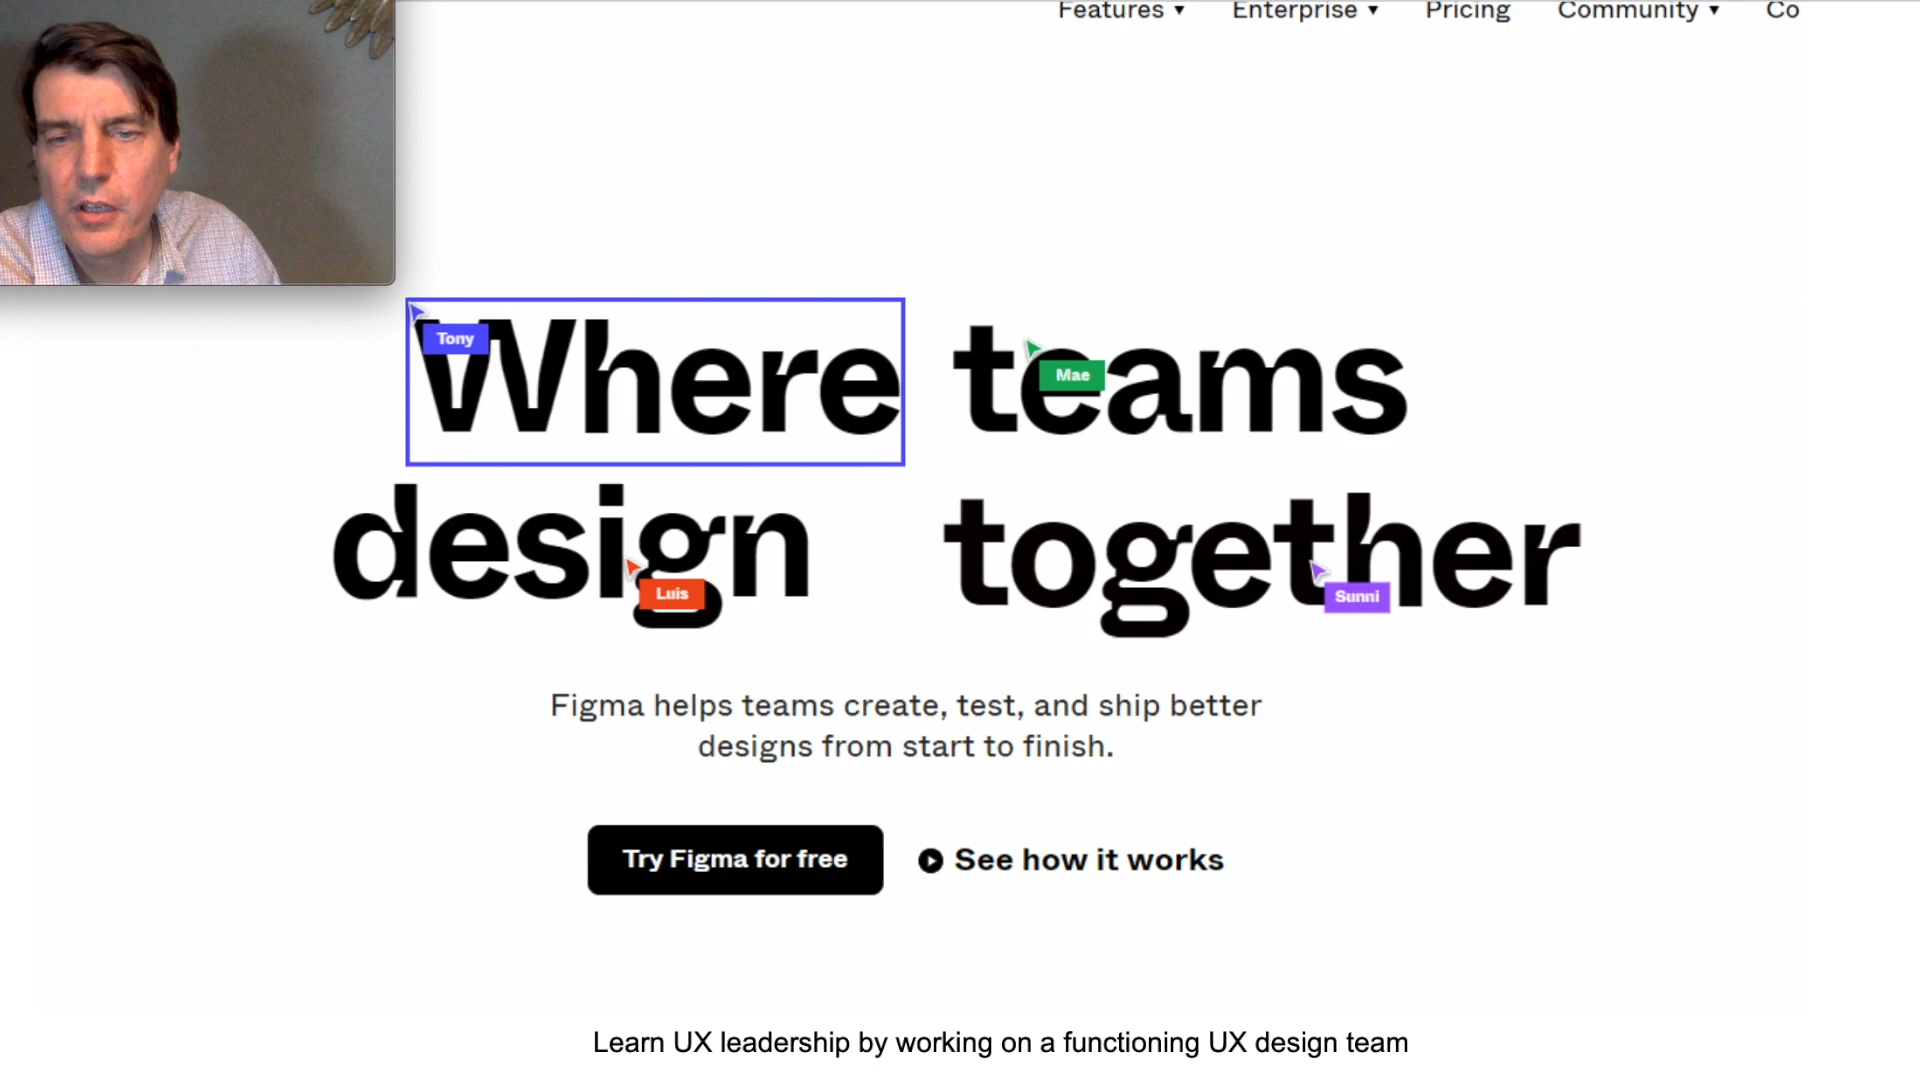 Features ▼ Enterprise ▼ Pricing Community ▼ Co
Where teams
Tony
Mae
design together
Luis
Sunni
Figma helps teams create, test, and ship better
designs from start to finish.
Try Figma for free
See how it works
Learn UX leadership by working on a functioning UX design team